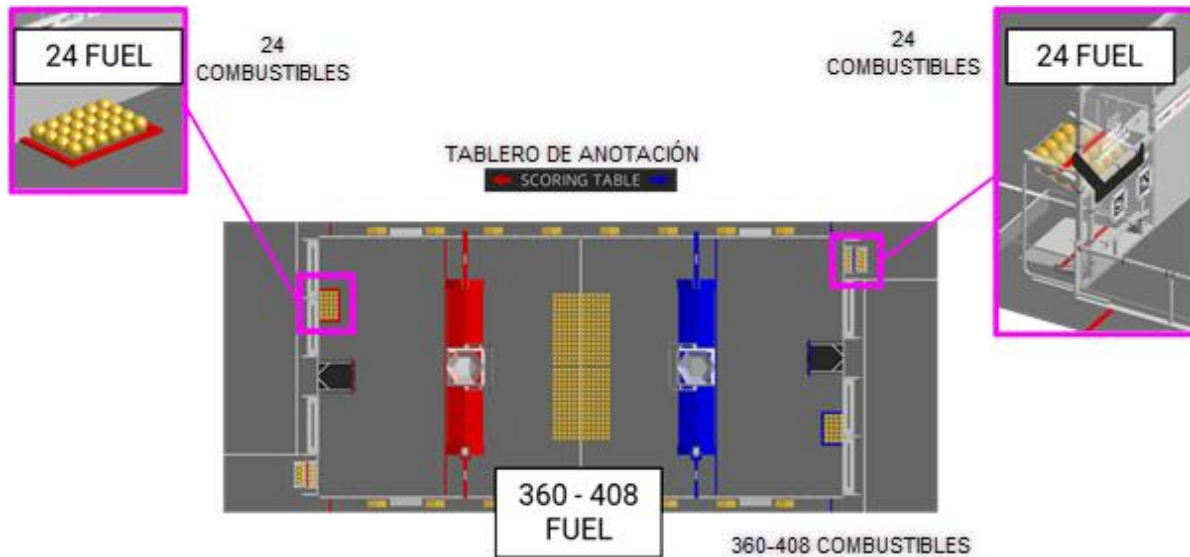 24 FUEL
24
COMBUSTIBLES
24
COMBUSTIBLES
24 FUEL
TABLERO DE ANOTACIÓN
SCORING TABLE
360 - 408
FUEL
360-408 COMBUSTIBLES